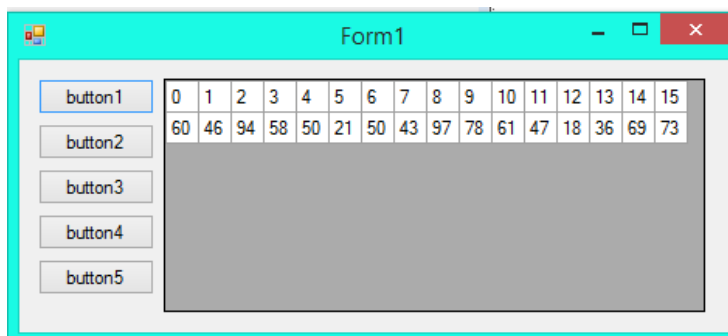 Form1
button1
button2
button3
button4
button5
0 1 2 3 4 5 6 7 8 9 10 11 12 13 14 15
60 46 94 58 50 21 50 43 97 78 61 47 18 36 69 73